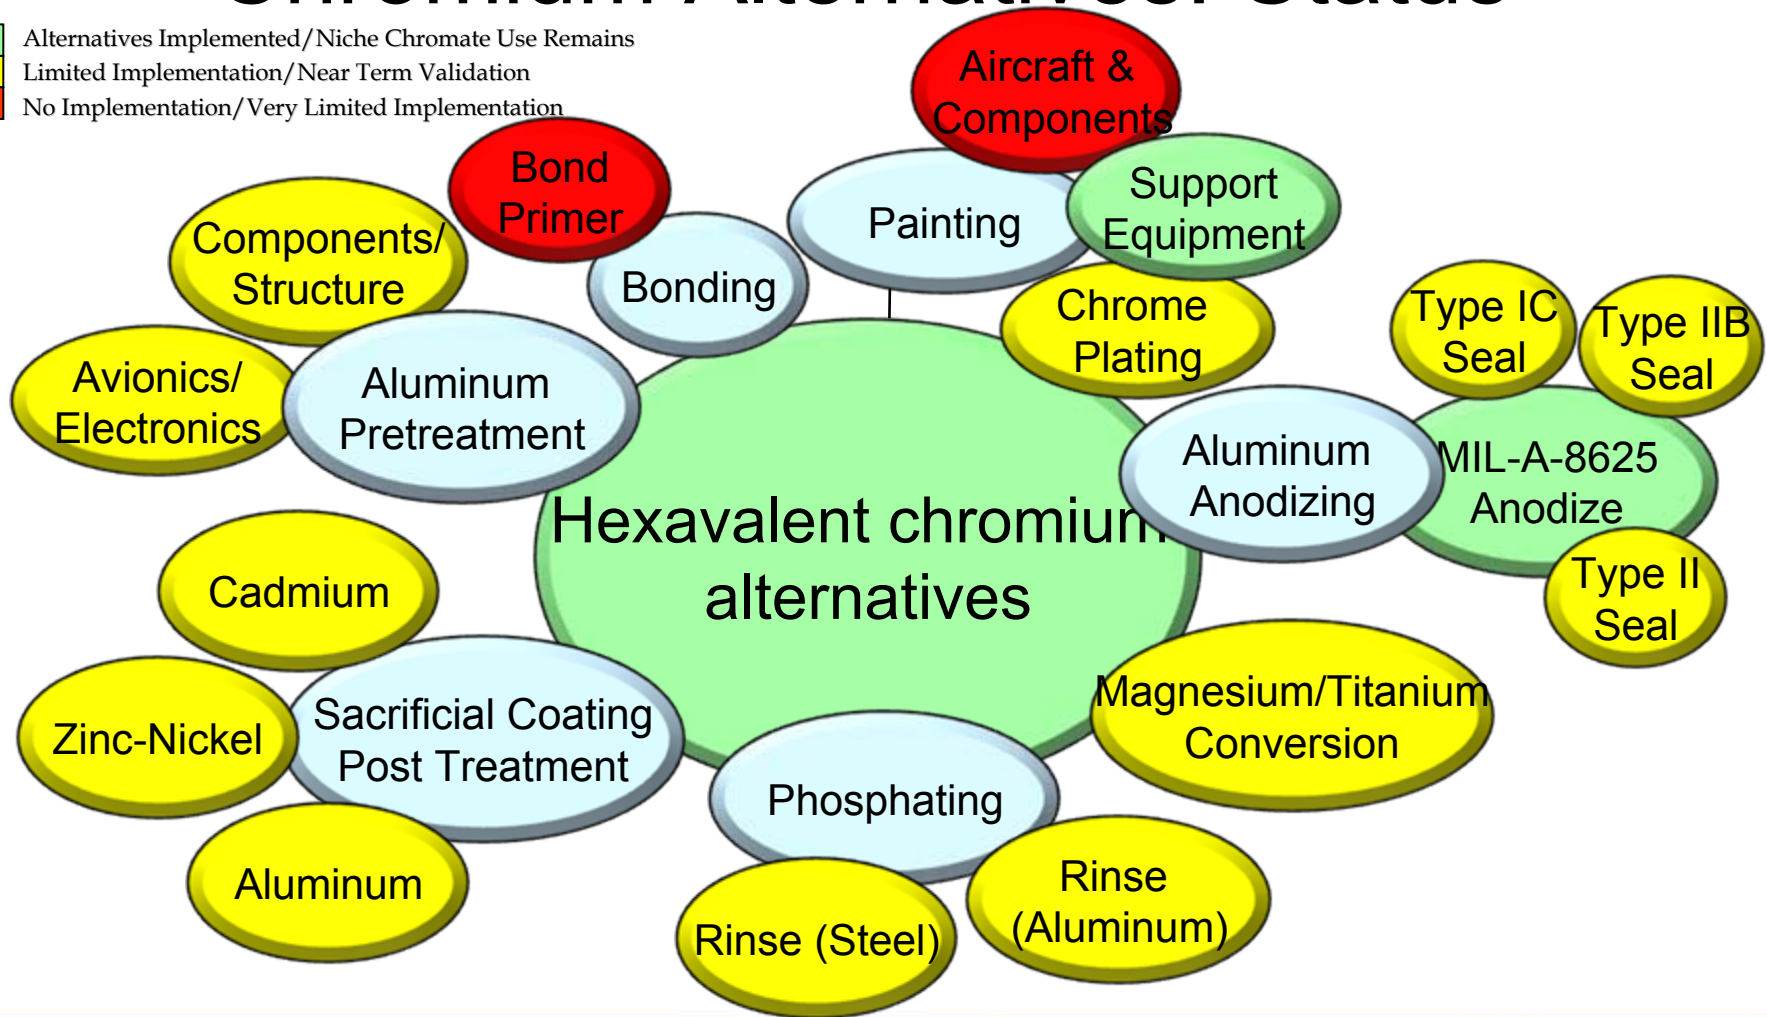 Chromium Alternatives: Status
Alternatives Implemented/Niche Chromate Use Remains
Limited Implementation/Near Term Validation
No Implementation/Very Limited Implementation
Aircraft &
Components
Bond
Primer
Support
Equipment
Painting
Components/
Structure
Bonding
Chrome
Plating
Type IC
Seal
Type IIB
Seal
Avionics/
Electronics
Aluminum
Pretreatment
Aluminum
Anodizing
MIL-A-8625
Anodize
Hexavalent chromium
alternatives
Type II
Seal
Cadmium
Magnesium/Titanium
Conversion
Sacrificial Coating
Post Treatment
Zinc-Nickel
Phosphating
Aluminum
Rinse
(Aluminum)
Rinse (Steel)